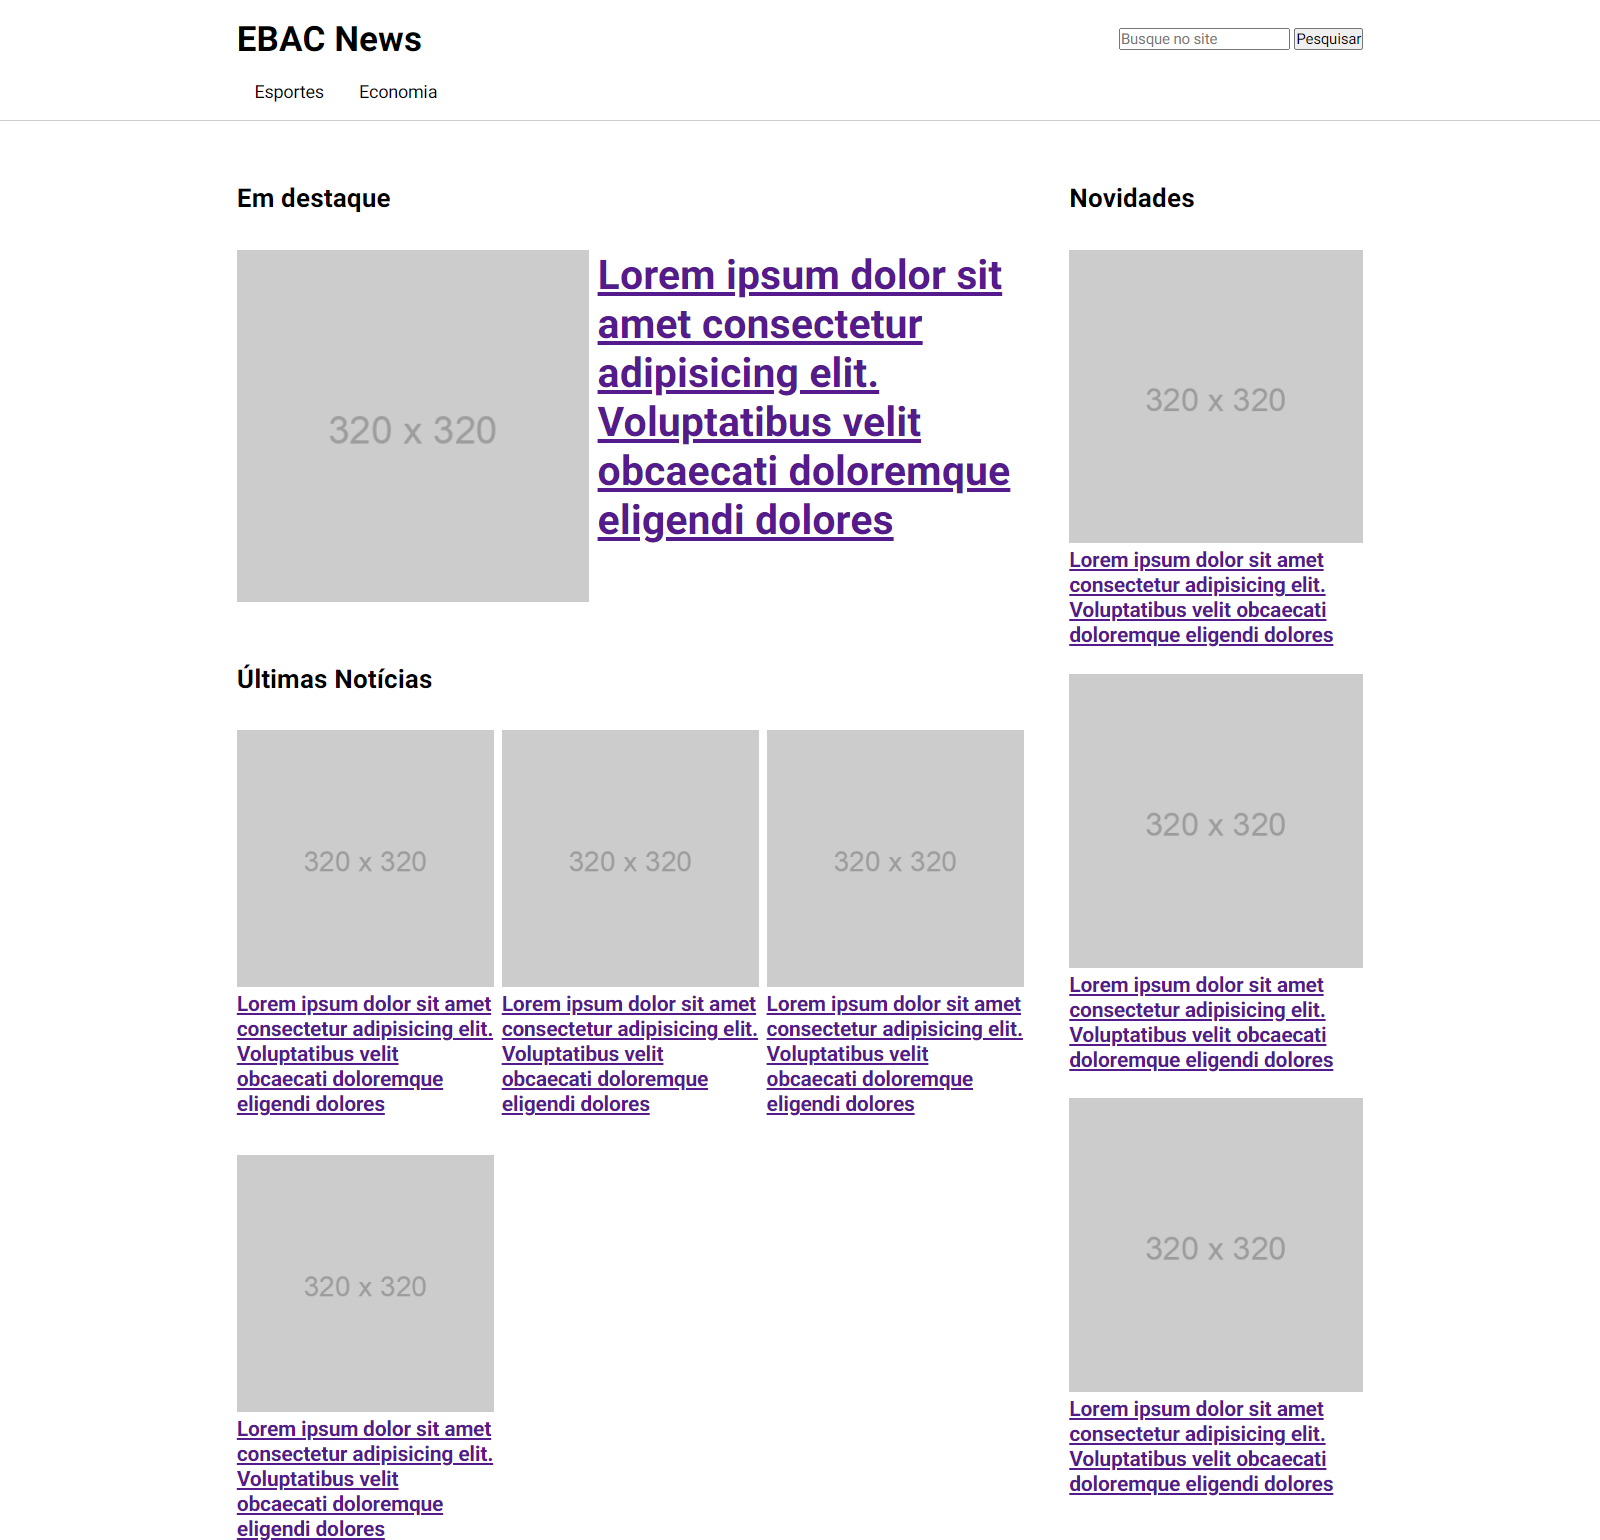 EBAC News
Busque no site
Pesquisar
Esportes
Economia
Em destaque
320 x 320
Lorem ipsum dolor sit
amet consectetur
adipisicing elit.
Voluptatibus velit
obcaecati doloremque
eligendi dolores
Últimas Notícias
320 x 320
Lorem ipsum dolor sit amet
consectetur adipisicing elit.
Voluptatibus velit
obcaecati doloremque
eligendi dolores
320 x 320
Lorem ipsum dolor sit amet
consectetur adipisicing elit.
Voluptatibus velit
obcaecati doloremque
eligendi dolores
320 x 320
Lorem ipsum dolor sit amet
consectetur adipisicing elit.
Voluptatibus velit
obcaecati doloremque
eligendi dolores
320 x 320
Lorem ipsum dolor sit amet
consectetur adipisicing elit.
Voluptatibus velit
obcaecati doloremque
eligendi dolores
Novidades
320 x 320
Lorem ipsum dolor sit amet
consectetur adipisicing elit.
Voluptatibus velit obcaecati
doloremque eligendi dolores
320 x 320
Lorem ipsum dolor sit amet
consectetur adipisicing elit.
Voluptatibus velit obcaecati
doloremque eligendi dolores
320 x 320
Lorem ipsum dolor sit amet
consectetur adipisicing elit.
Voluptatibus velit obcaecati
doloremque eligendi dolores